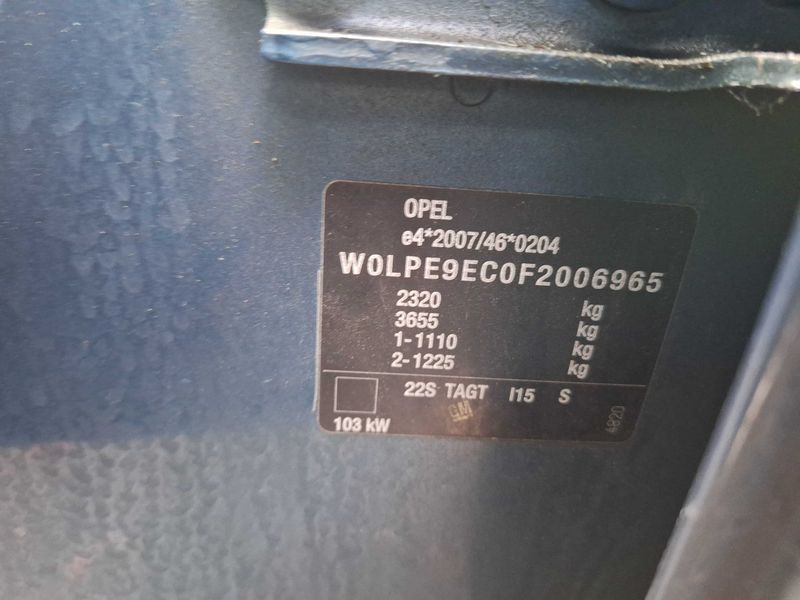 OPEL
e4*2007/46*0204
W0LPE9EC0F2006965
2320 kg
3655 kg
1-1110 kg
2-1225 kg
22S TAGT I15 S
GM
103 kW
4820